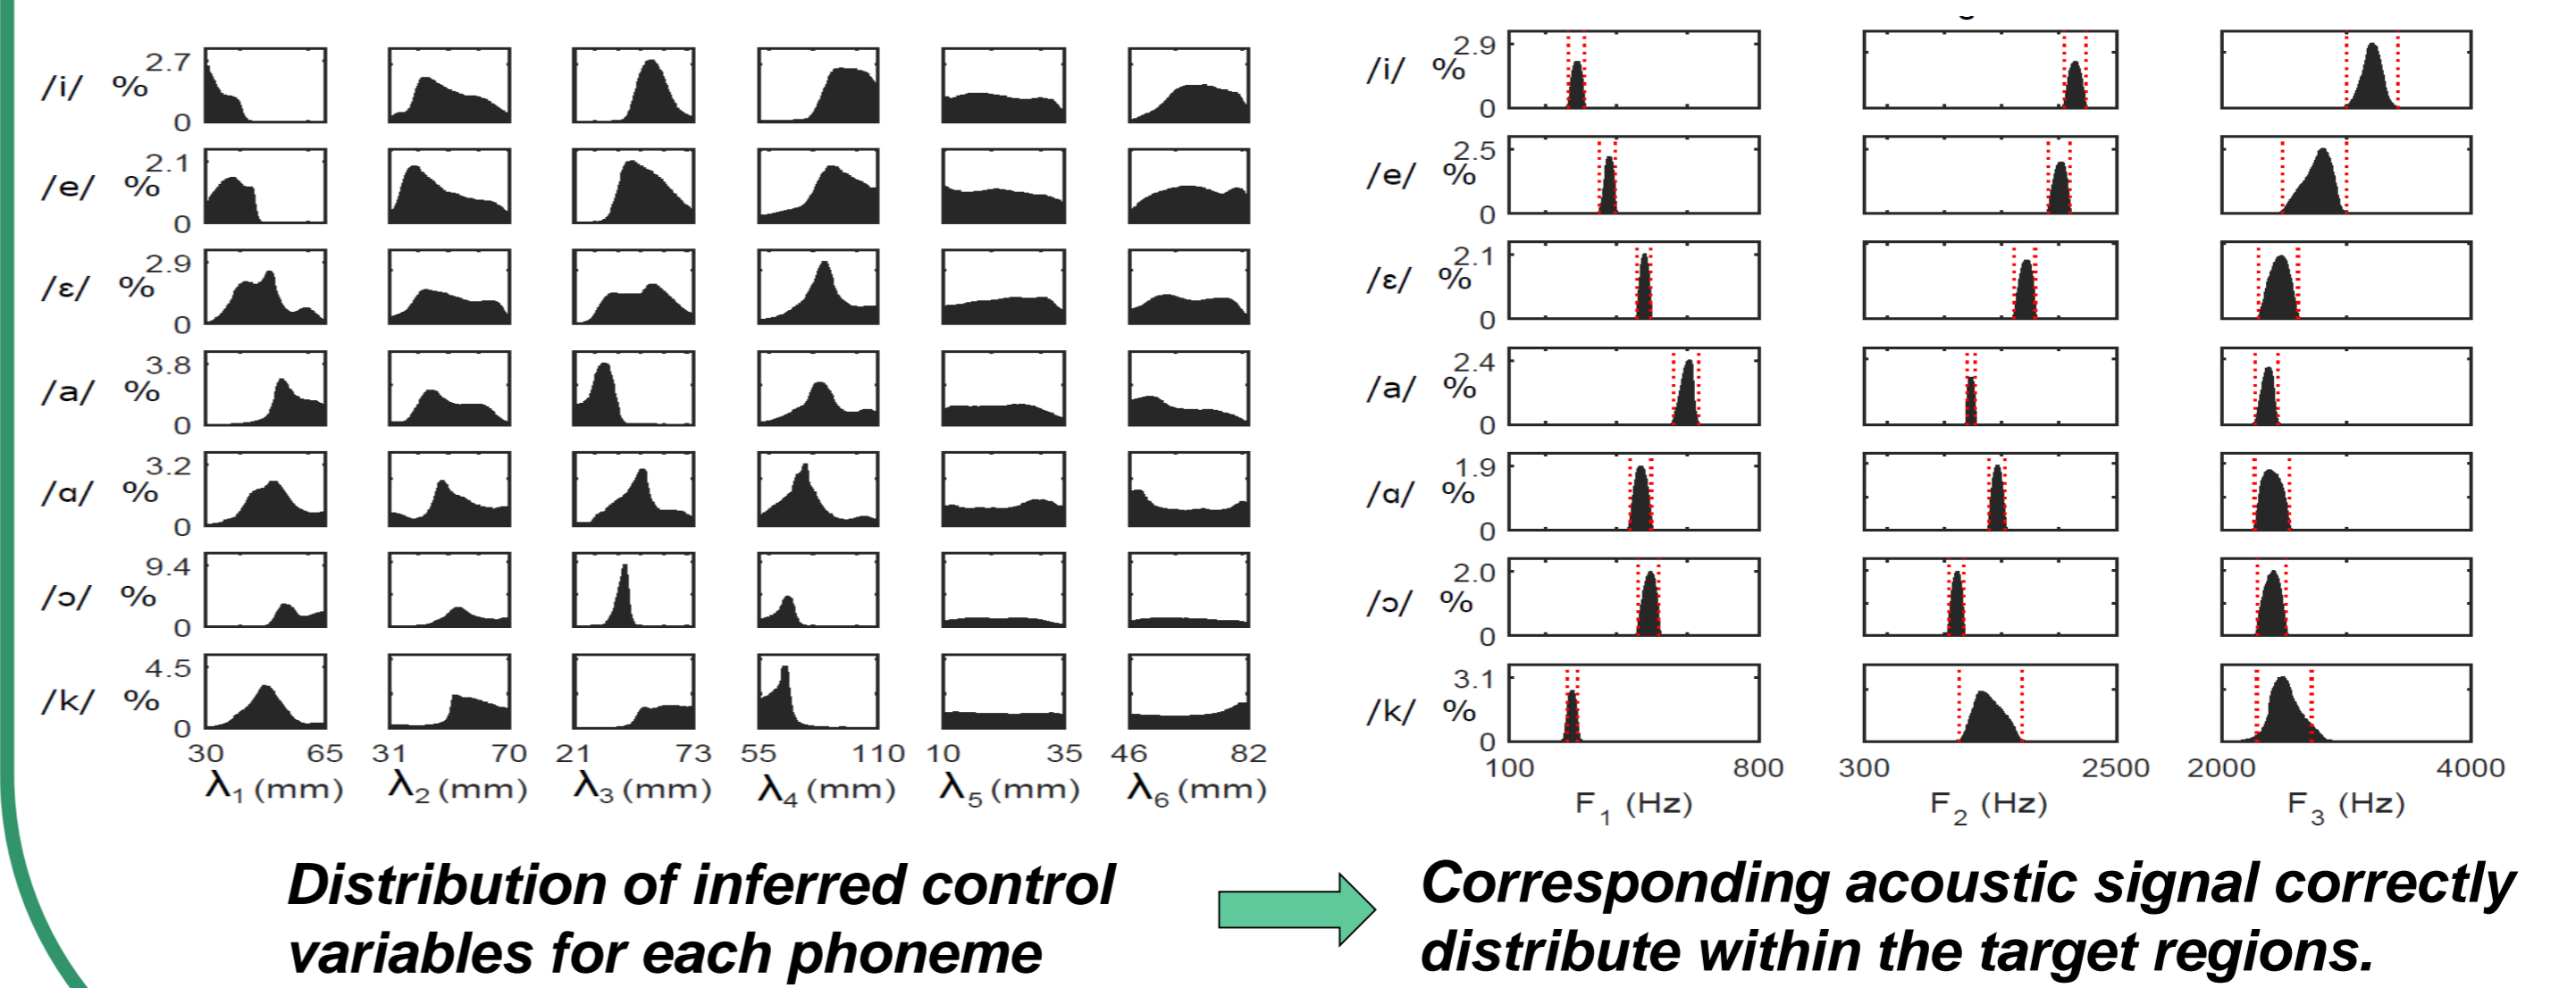 /i/ % 2.7 0
/e/ % 2.1 0
/ε/ % 2.9 0
/a/ % 3.8 0
/ɑ/ % 3.2 0
/ɔ/ % 9.4 0
/k/ % 4.5 0
30 65 31 70 21 73 55 110 10 35 46 82
λ1 (mm) λ2 (mm) λ3 (mm) λ4 (mm) λ5 (mm) λ6 (mm)
/i/ % 2.9 0
/e/ % 2.5 0
/ε/ % 2.1 0
/a/ % 2.4 0
/ɑ/ % 1.9 0
/ɔ/ % 2.0 0
/k/ % 3.1 0
100 800 300 2500 2000 4000
F1 (Hz) F2 (Hz) F3 (Hz)
Distribution of inferred control
variables for each phoneme
Corresponding acoustic signal correctly
distribute within the target regions.